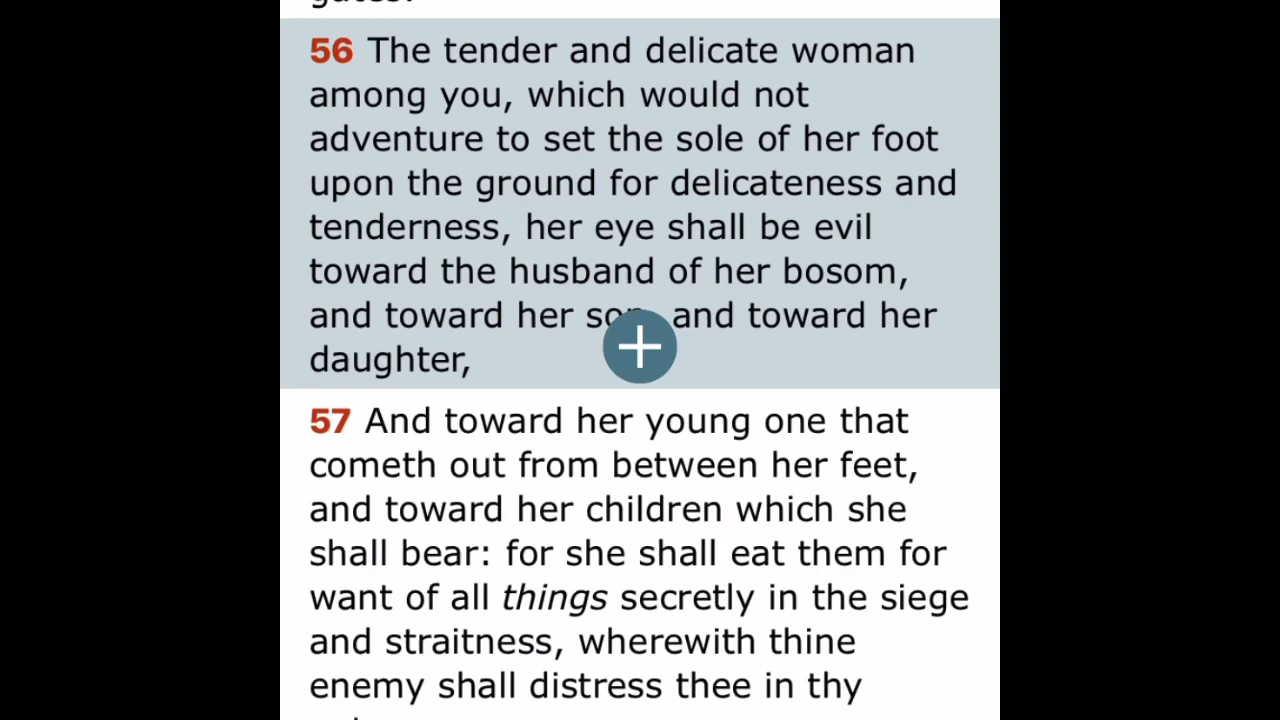 56 The tender and delicate woman
among you, which would not
adventure to set the sole of her foot
upon the ground for delicateness and
tenderness, her eye shall be evil
toward the husband of her bosom,
and toward her son, and toward her
daughter,
57 And toward her young one that
cometh out from between her feet,
and toward her children which she
shall bear: for she shall eat them for
want of all things secretly in the siege
and straitness, wherewith thine
enemy shall distress thee in thy